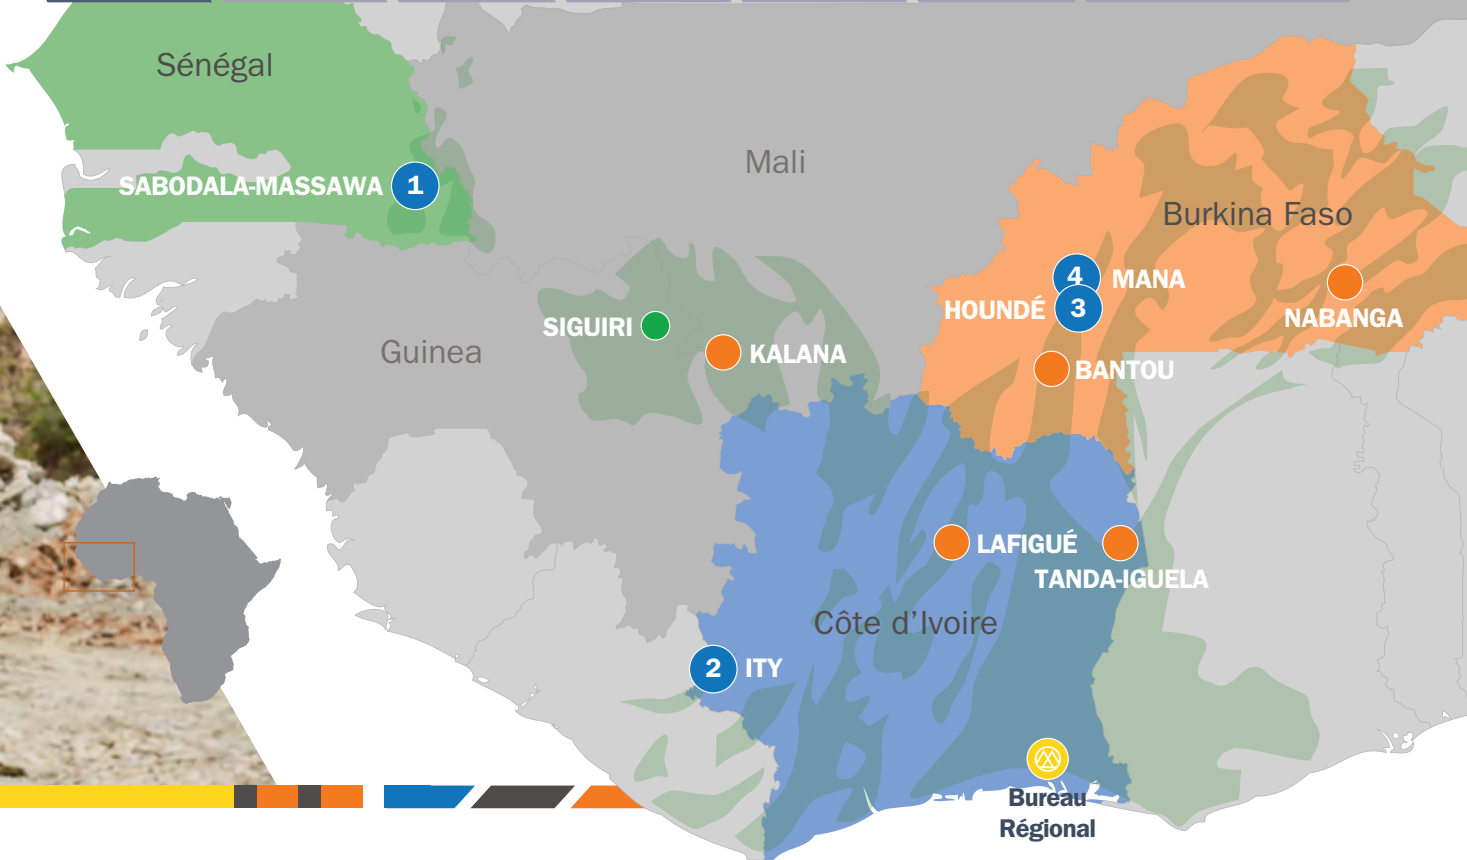 Sénégal
Mali
SABODALA-MASSAWA 1
Burkina Faso
4 MANA
HOUNDÉ 3
NABANGA
SIGUIRI
Guinea
KALANA
BANTOU
LAFIGUÉ
TANDA-IGUELA
Côte d’Ivoire
2 ITY
Bureau
Régional